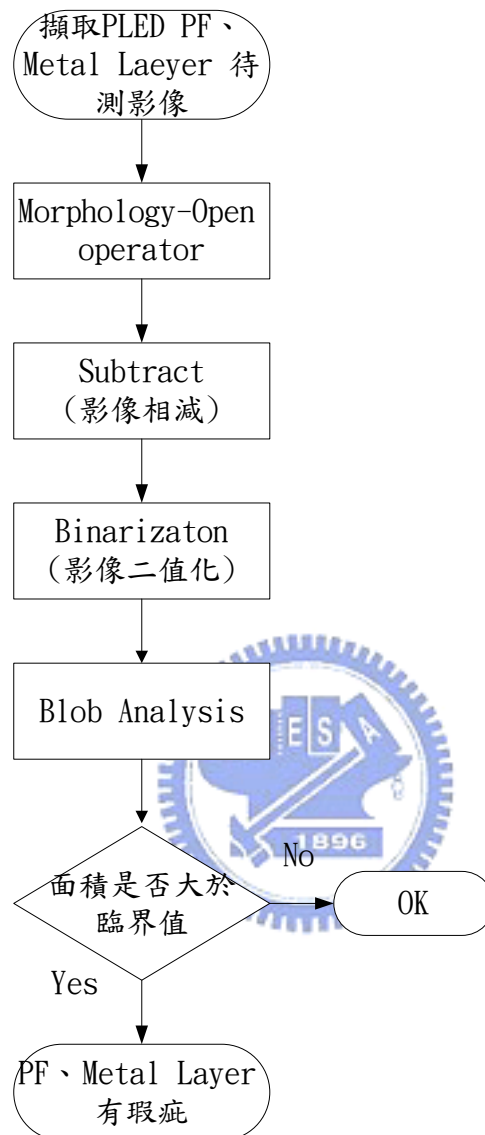 擷取PLED PF、
Metal Laeyer 待
測影像
Morphology-Open
operator
Subtract
(影像相減)
Binarizaton
(影像二值化)
Blob Analysis
E S A
1896
面積是否大於
臨界值
No
OK
Yes
PF、Metal Layer
有瑕疵